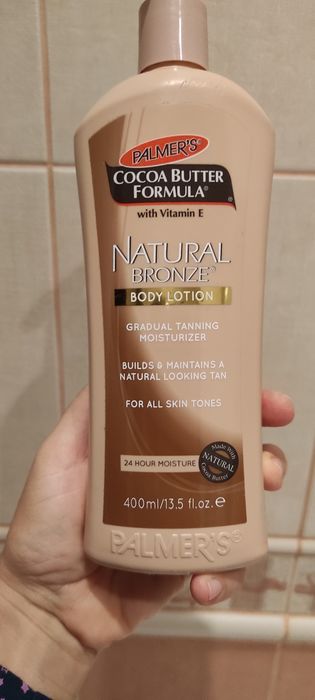 PALMER'S®
COCOA BUTTER
FORMULA®
with Vitamin E
NATURAL
BRONZE®
BODY LOTION
GRADUAL TANNING
MOISTURIZER
BUILDS & MAINTAINS A
NATURAL LOOKING TAN
FOR ALL SKIN TONES
24 HOUR MOISTURE
Made With
NATURAL
Cocoa Butter
400ml/13.5 fl.oz.℮
PALMER'S®